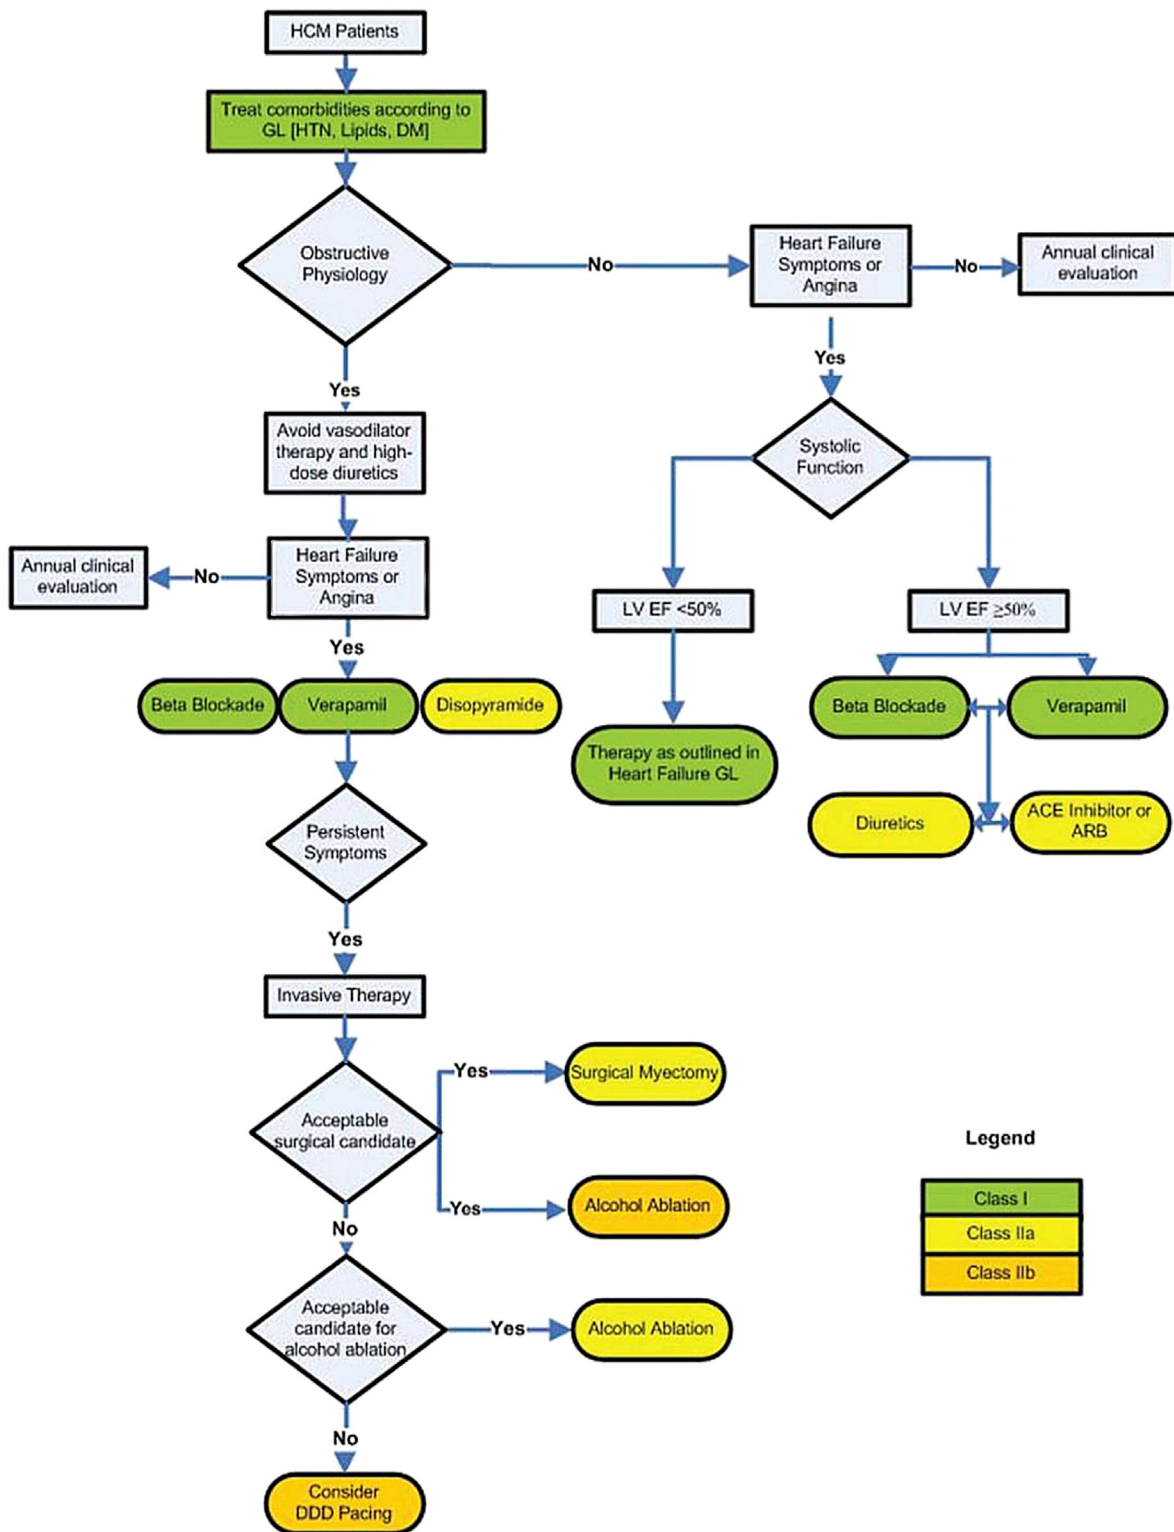 HCM Patients
Treat comorbidities according to
GL [HTN, Lipids, DM]
Obstructive
Physiology
No
Heart Failure
Symptoms or
Angina
No
Annual clinical
evaluation
Yes
Avoid vasodilator
therapy and high-
dose diuretics
Heart Failure
Symptoms or
Angina
No
Annual clinical
evaluation
Yes
Beta Blockade
Verapamil
Disopyramide
Persistent
Symptoms
Yes
Invasive Therapy
Acceptable
surgical candidate
Yes
Surgical Myectomy
Yes
Alcohol Ablation
No
Acceptable
candidate for
alcohol ablation
Yes
Alcohol Ablation
No
Consider
DDD Pacing
Yes
Systolic
Function
LV EF <50%
Therapy as outlined in
Heart Failure GL
LV EF ≥50%
Beta Blockade
Verapamil
Diuretics
ACE Inhibitor or
ARB
Legend
Class I
Class IIa
Class IIb